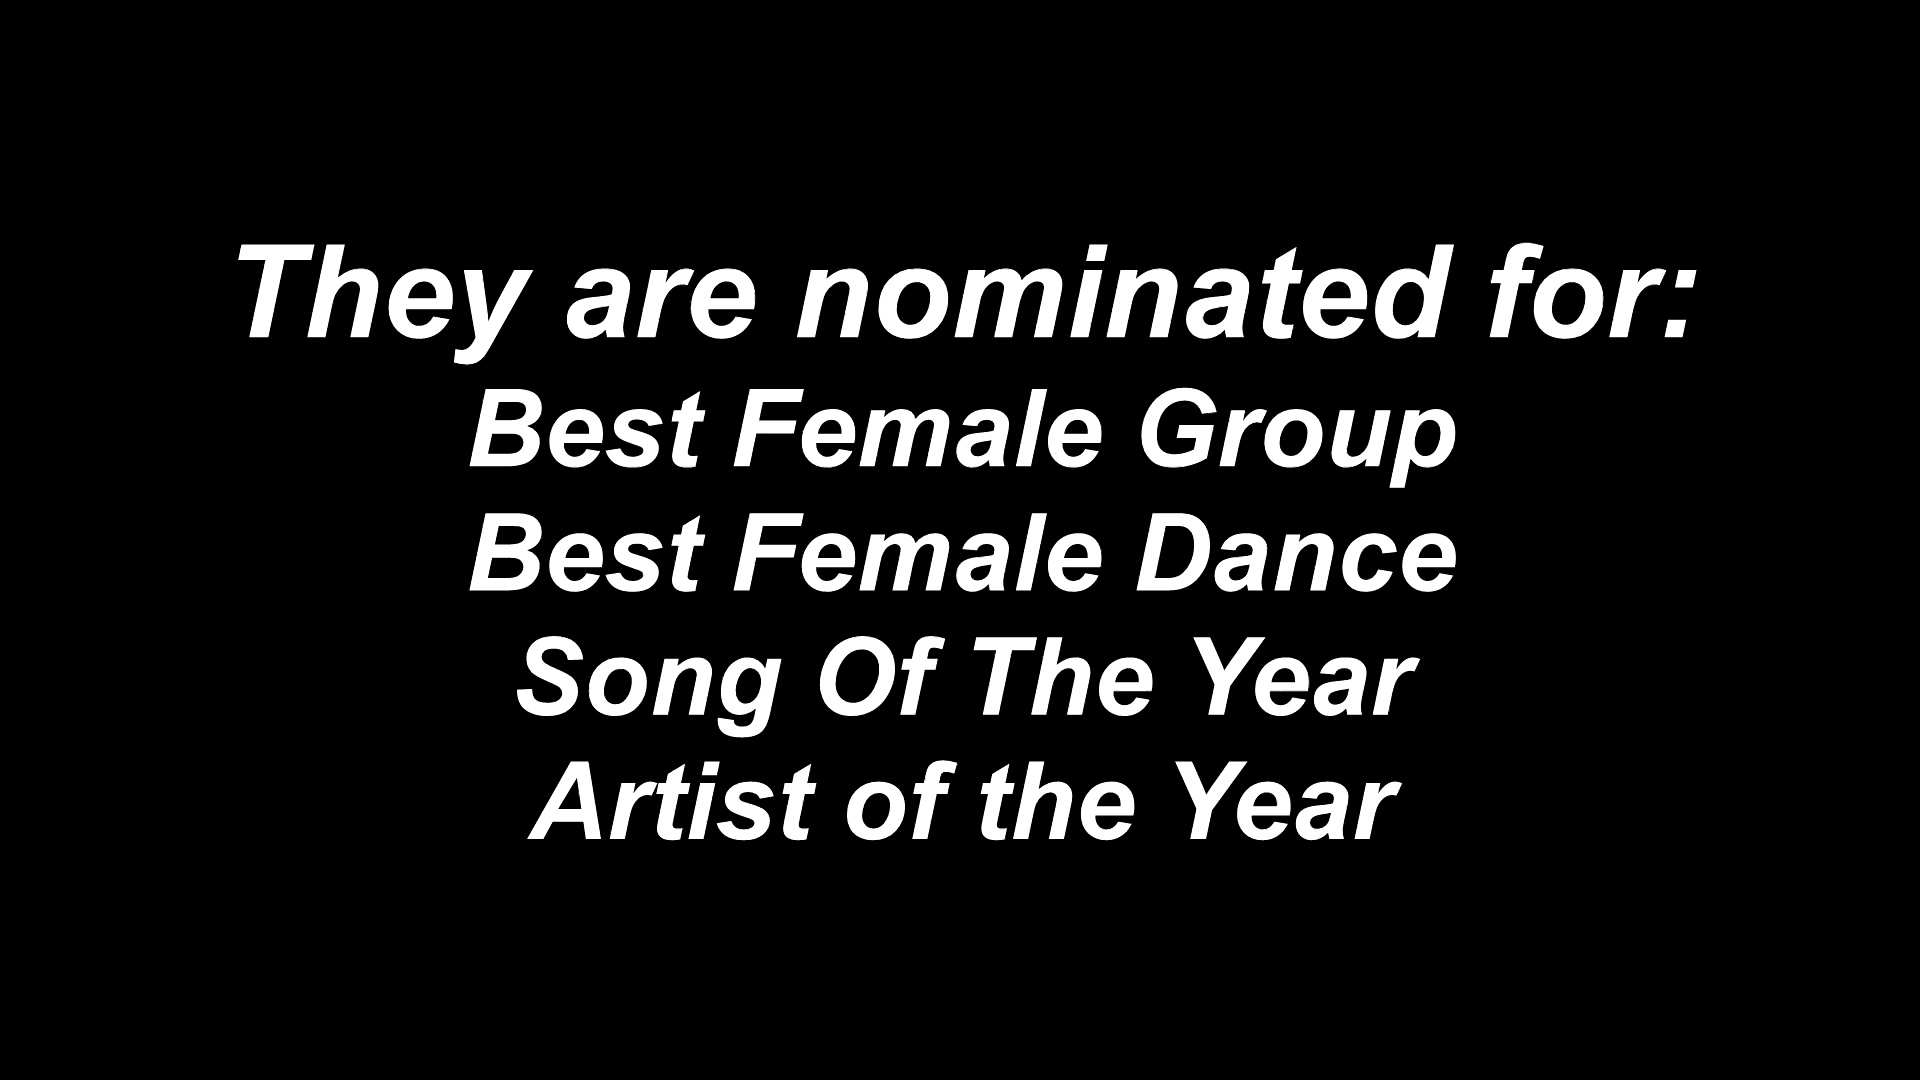 They are nominated for:
Best Female Group
Best Female Dance
Song Of The Year
Artist of the Year